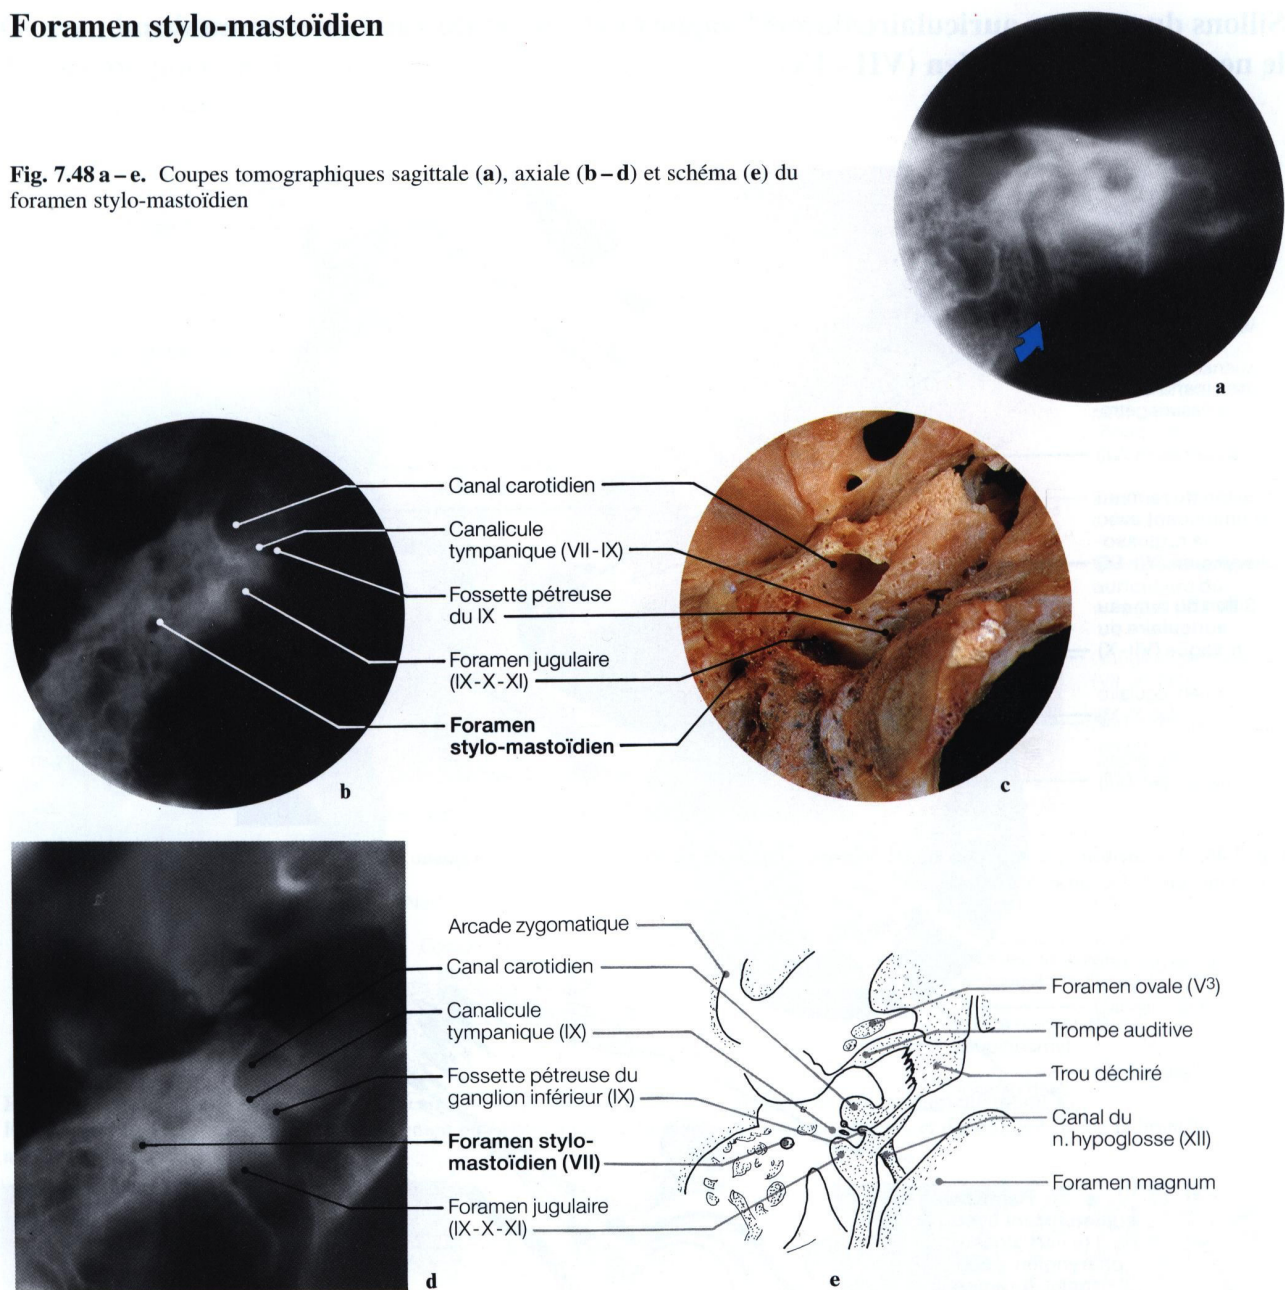 Foramen stylo-mastoïdien
Fig. 7.48 a – e. Coupes tomographiques sagittale (a), axiale (b – d) et schéma (e) du
foramen stylo-mastoïdien
a
Canal carotidien
Canalicule
tympanique (VII-IX)
Fossette pétreuse
du IX
Foramen jugulaire
(IX-X-XI)
Foramen
stylo-mastoïdien
b
c
Arcade zygomatique
Canal carotidien
Canalicule
tympanique (IX)
Fossette pétreuse du
ganglion inférieur (IX)
Foramen stylo-
mastoïdien (VII)
Foramen jugulaire
(IX-X-XI)
Foramen ovale (V3)
Trompe auditive
Trou déchiré
Canal du
n. hypoglosse (XII)
Foramen magnum
d
e